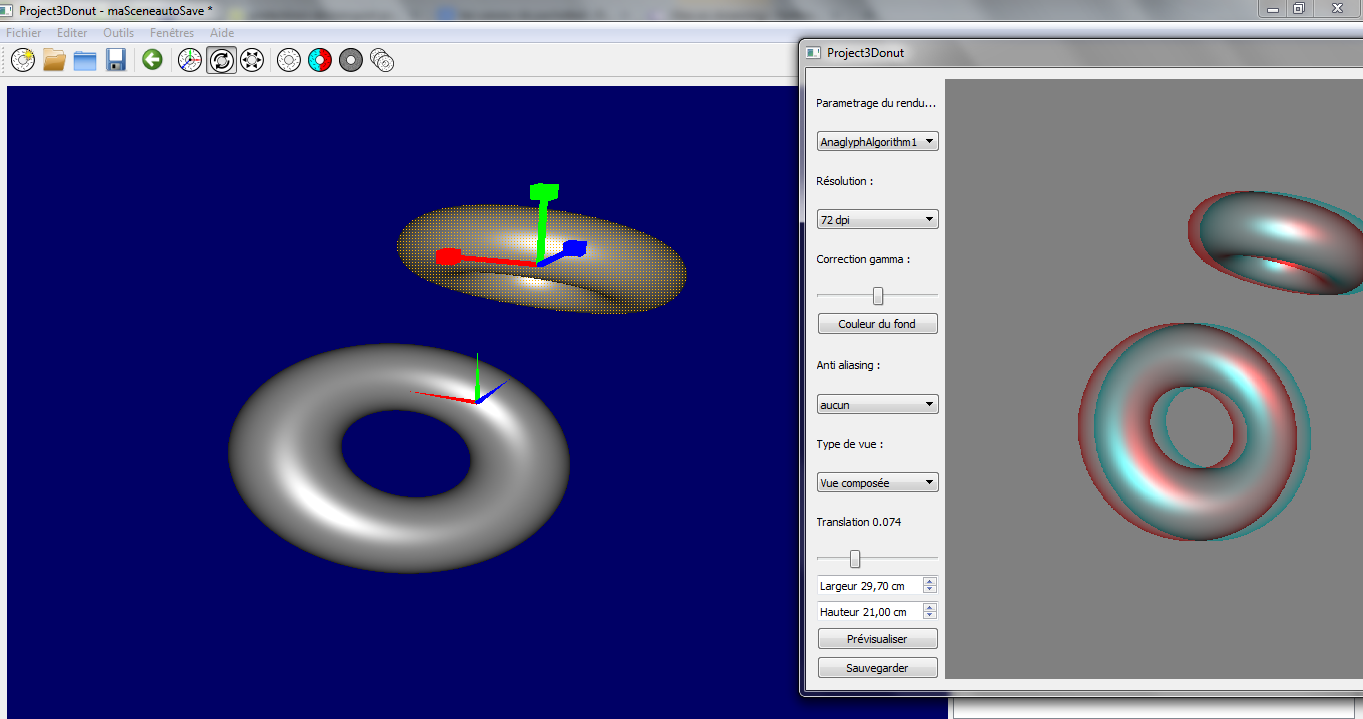 Project3Donut - maSceneautoSave *
Fichier Editer Outils Fenêtres Aide
Project3Donut
Parametrage du rendu...
AnaglyphAlgorithm1
Résolution :
72 dpi
Correction gamma :
Couleur du fond
Anti aliasing :
aucun
Type de vue :
Vue composée
Translation 0.074
Largeur 29,70 cm
Hauteur 21,00 cm
Prévisualiser
Sauvegarder